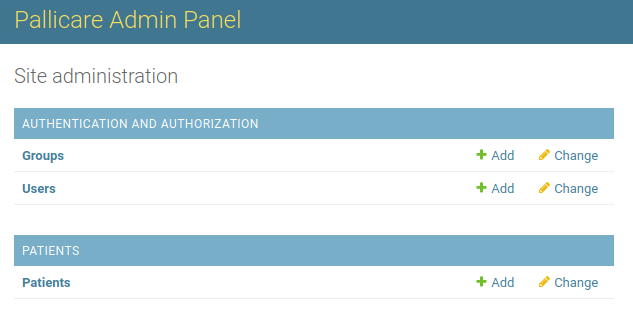 Pallicare Admin Panel
Site administration
AUTHENTICATION AND AUTHORIZATION
Groups Add Change
Users Add Change
PATIENTS
Patients Add Change